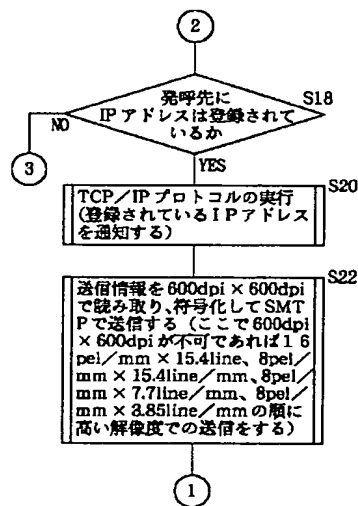 2
発呼先に
IPアドレスは登録されて
いるか
S18
NO
3
YES
S20
TCP/IPプロトコルの実行
(登録されているIPアドレス
を通知する)
S22
送信情報を600dpi×600dpi
で読み取り、符号化してSMT
Pで送信する(ここで600dpi
×600dpiが不可であれば16
pel/mm×15.4line、8pel/
mm×15.4line/mm、8pel/
mm×7.7line/mm、8pel/
mm×3.85line/mmの順に
高い解像度での送信をする)
1